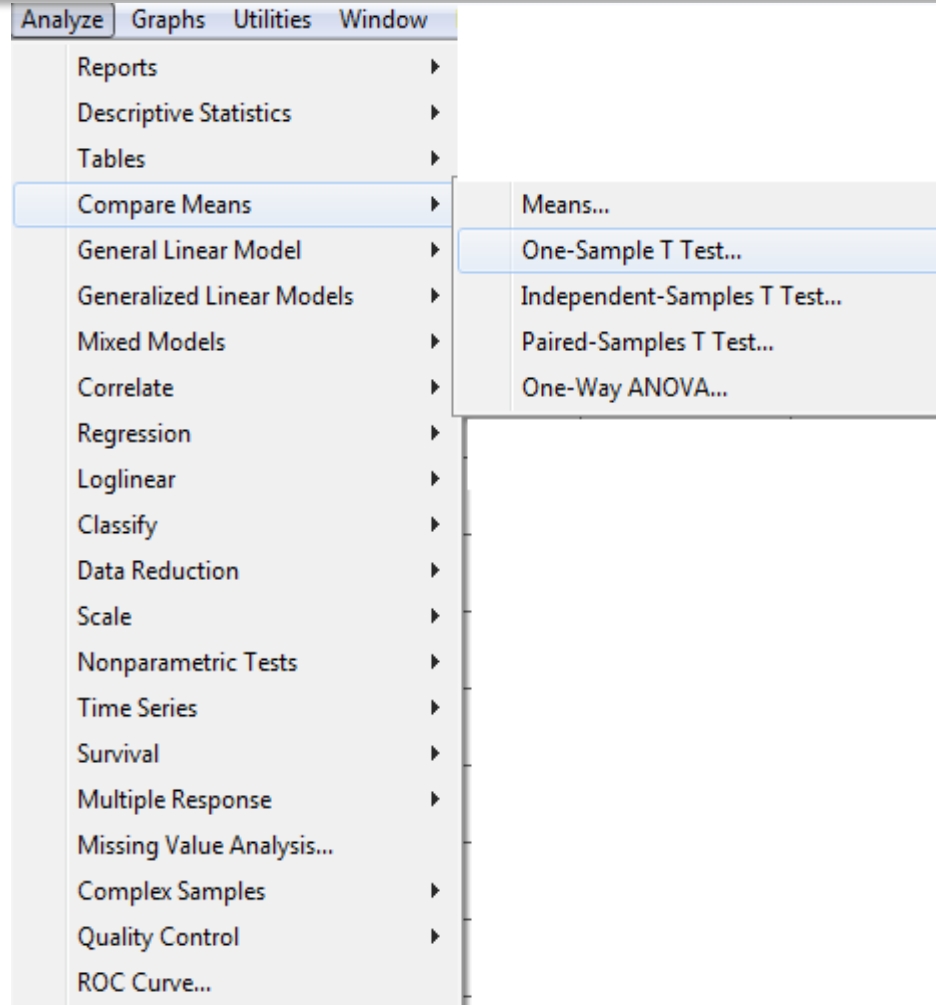 Analyze Graphs Utilities Window
Reports
Descriptive Statistics
Tables
Compare Means
General Linear Model
Generalized Linear Models
Mixed Models
Correlate
Regression
Loglinear
Classify
Data Reduction
Scale
Nonparametric Tests
Time Series
Survival
Multiple Response
Missing Value Analysis...
Complex Samples
Quality Control
ROC Curve...
Means...
One-Sample T Test...
Independent-Samples T Test...
Paired-Samples T Test...
One-Way ANOVA...